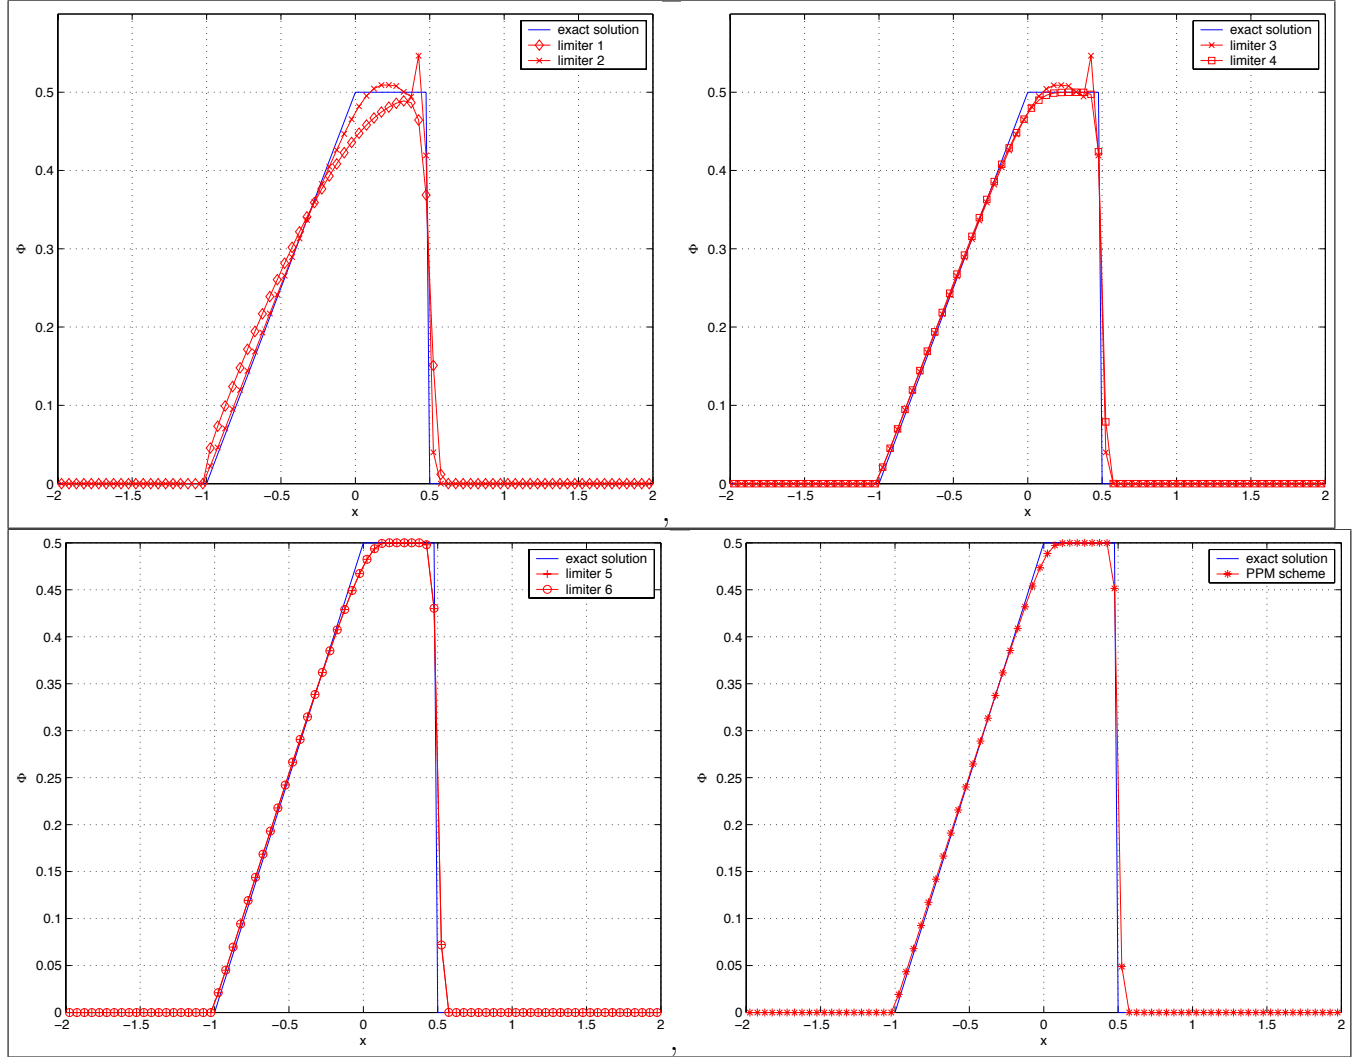 exact solution
limiter 1
limiter 2
0.5
0.4
0.3
0.2
0.1
0
Φ
−2 −1.5 −1 −0.5 0 0.5 1 1.5 2
x
,
exact solution
limiter 3
limiter 4
0.5
0.4
0.3
0.2
0.1
0
Φ
−2 −1.5 −1 −0.5 0 0.5 1 1.5 2
x
exact solution
limiter 5
limiter 6
0.5
0.45
0.4
0.35
0.3
0.25
0.2
0.15
0.1
0.05
0
Φ
−2 −1.5 −1 −0.5 0 0.5 1 1.5 2
x
,
exact solution
PPM scheme
0.5
0.45
0.4
0.35
0.3
0.25
0.2
0.15
0.1
0.05
0
Φ
−2 −1.5 −1 −0.5 0 0.5 1 1.5 2
x